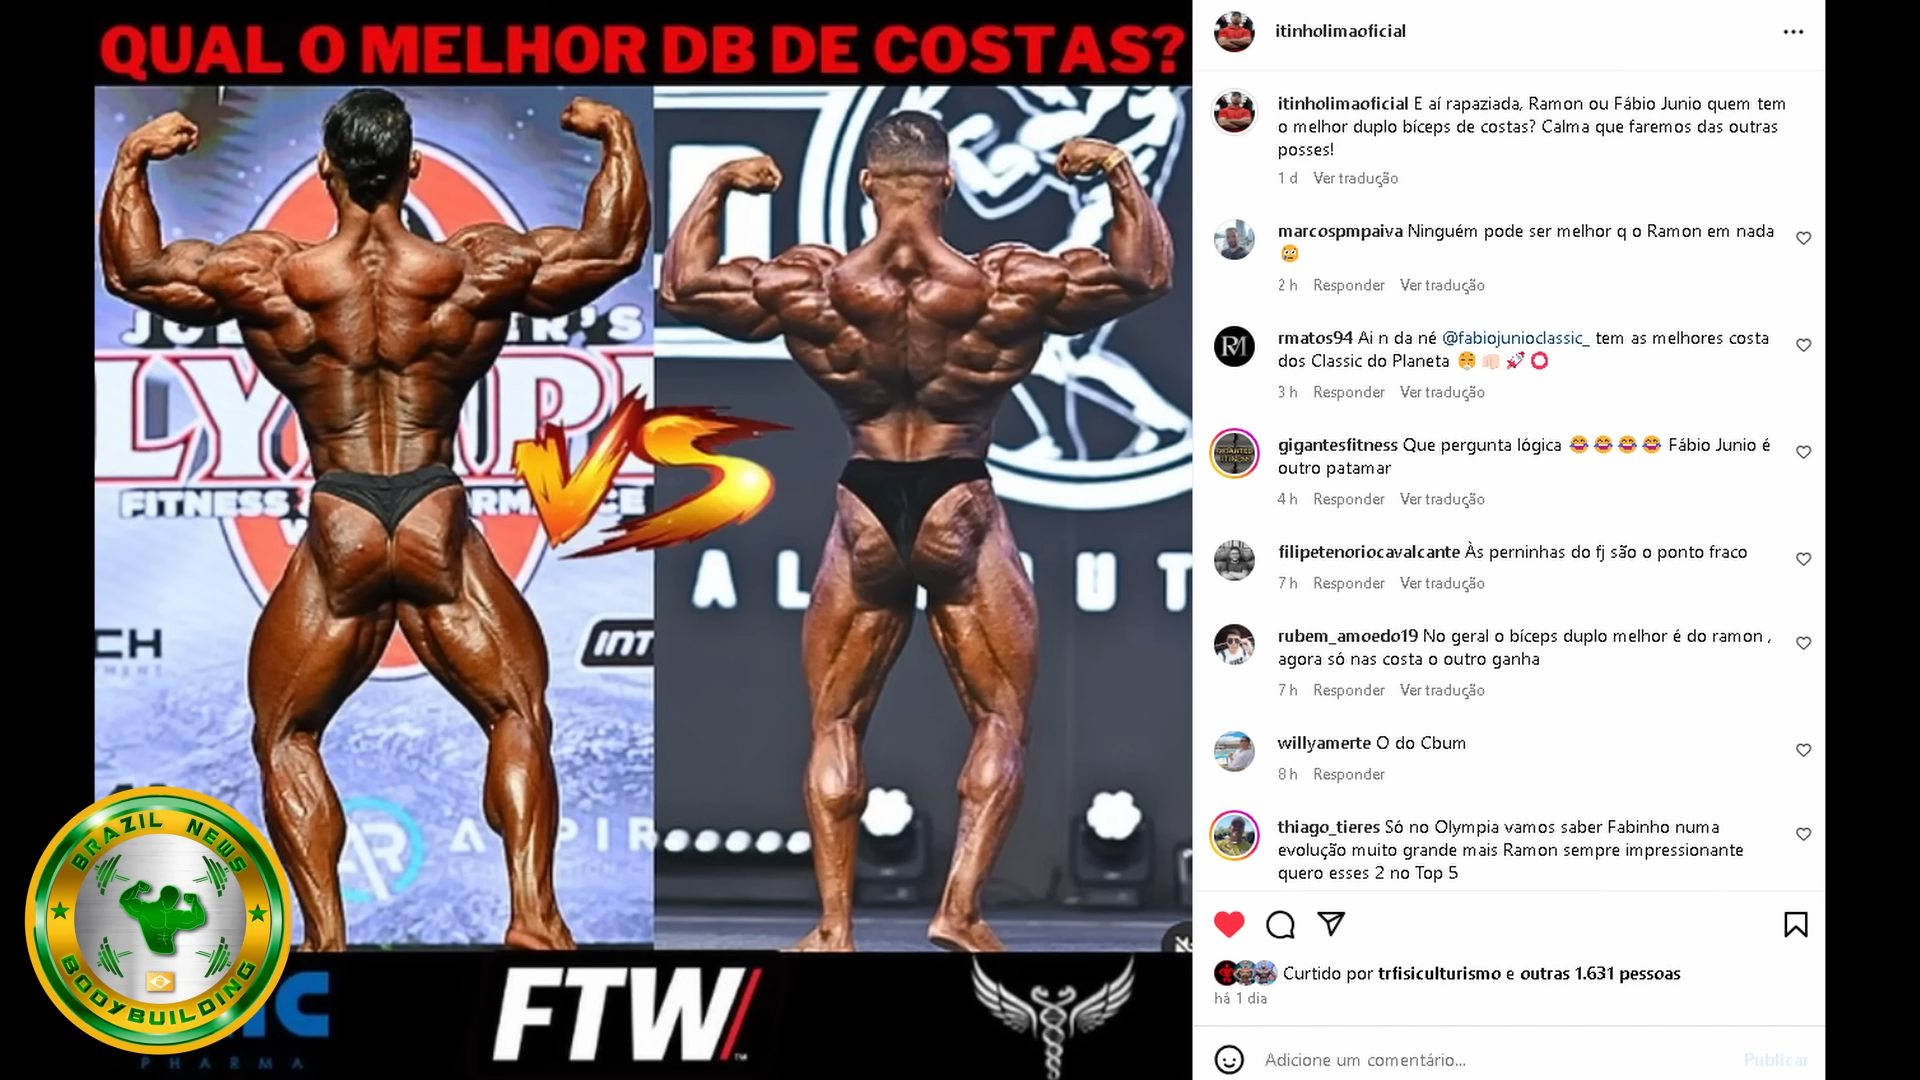 QUAL O MELHOR DB DE COSTAS?
FITNESS
VS
INT
FTW/
TM
PHARMA
BRAZIL NEWS
BODYBUILDING
itinholimaoficial
itinholimaoficial E aí rapaziada, Ramon ou Fábio Junio quem tem
o melhor duplo bíceps de costas? Calma que faremos das outras
posses!
1 d Ver tradução
marcospmpaiva Ninguém pode ser melhor q o Ramon em nada
😢
2 h Responder Ver tradução
rmatos94 Ai n da né @fabiojunioclassic_ tem as melhores costa
dos Classic do Planeta 😤👊🏻🚀⭕
3 h Responder Ver tradução
gigantesfitness Que pergunta lógica 😂😂😂😂 Fábio Junio é
outro patamar
4 h Responder Ver tradução
filipetenoriocavalcante Às perninhas do fj são o ponto fraco
7 h Responder Ver tradução
rubem_amoedo19 No geral o bíceps duplo melhor é do ramon ,
agora só nas costa o outro ganha
7 h Responder Ver tradução
willyamerte O do Cbum
8 h Responder
thiago_tieres Só no Olympia vamos saber Fabinho numa
evolução muito grande mais Ramon sempre impressionante
quero esses 2 no Top 5
Curtido por trfisiculturismo e outras 1.631 pessoas
há 1 dia
Adicione um comentário... Publicar